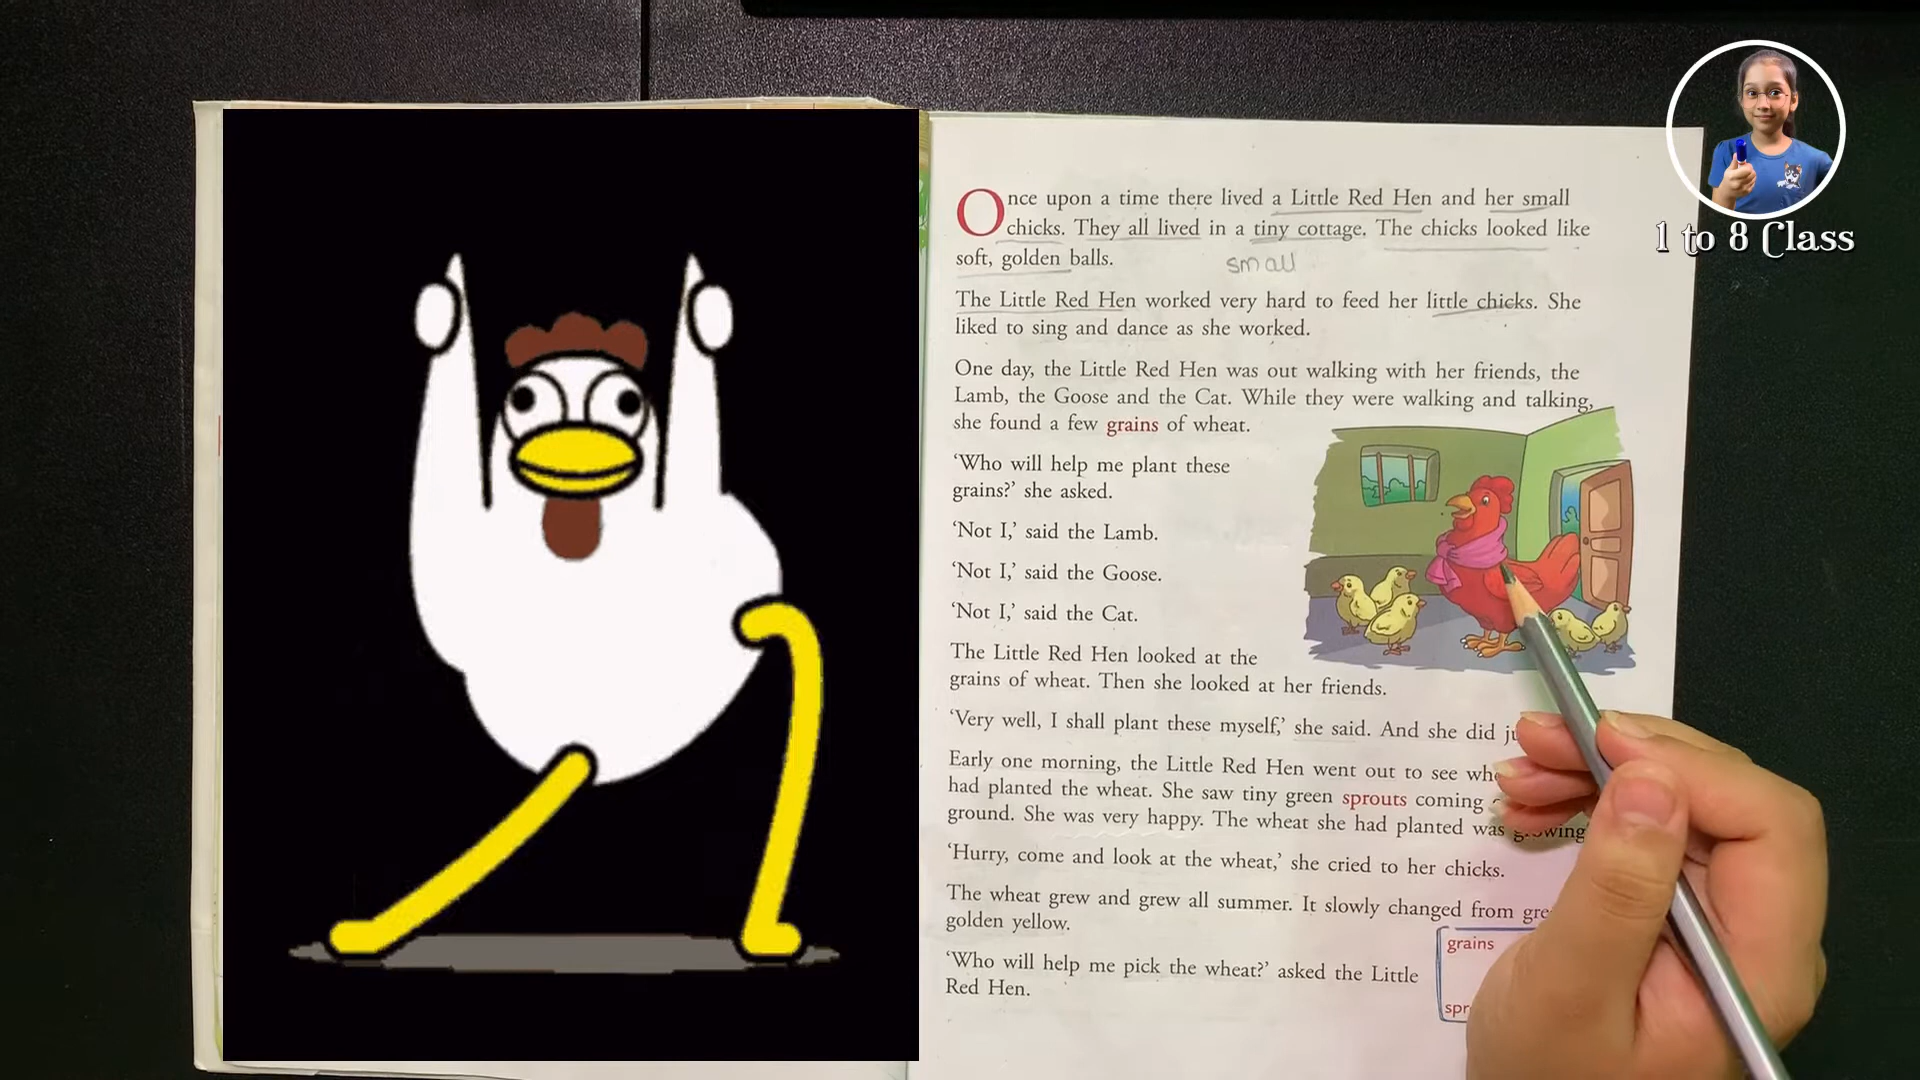 1 to 8 Class
Once upon a time there lived a Little Red Hen and her small
chicks. They all lived in a tiny cottage. The chicks looked like
soft, golden balls.
small
The Little Red Hen worked very hard to feed her little chicks. She
liked to sing and dance as she worked.
One day, the Little Red Hen was out walking with her friends, the
Lamb, the Goose and the Cat. While they were walking and talking,
she found a few grains of wheat.
‘Who will help me plant these
grains?’ she asked.
‘Not I,’ said the Lamb.
‘Not I,’ said the Goose.
‘Not I,’ said the Cat.
The Little Red Hen looked at the
grains of wheat. Then she looked at her friends.
‘Very well, I shall plant these myself,’ she said. And she did
Early one morning, the Little Red Hen went out to see
had planted the wheat. She saw tiny green sprouts coming
ground. She was very happy. The wheat she had planted was growing
‘Hurry, come and look at the wheat,’ she cried to her chicks.
The wheat grew and grew all summer. It slowly changed from
golden yellow.
‘Who will help me pick the wheat?’ asked the Little
Red Hen.
grains